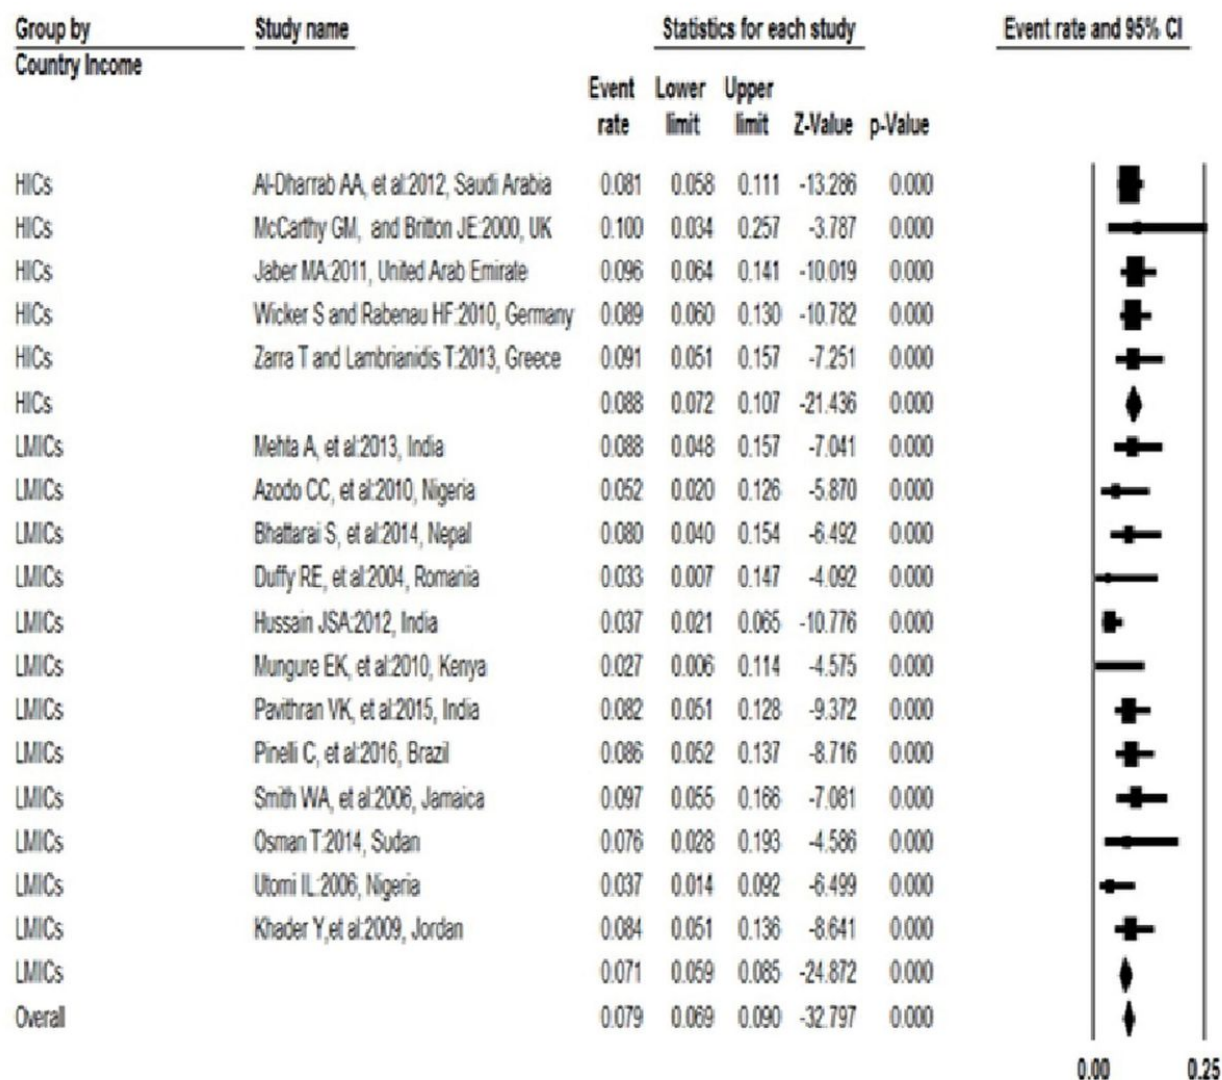 Group by Study name Statistics for each study Event rate and 95% CI
Country Income
Event Lower Upper
rate limit limit Z-Value p-Value
HICs Al-Dharrab AA, et al:2012, Saudi Arabia 0.081 0.058 0.111 -13.286 0.000
HICs McCarthy GM, and Britton JE:2000, UK 0.100 0.034 0.257 -3.787 0.000
HICs Jaber MA:2011, United Arab Emirate 0.096 0.064 0.141 -10.019 0.000
HICs Wicker S and Rabenau HF:2010, Germany 0.089 0.060 0.130 -10.782 0.000
HICs Zarra T and Lambrianidis T:2013, Greece 0.091 0.051 0.157 -7.251 0.000
HICs 0.088 0.072 0.107 -21.436 0.000
LMICs Mehta A, et al:2013, India 0.088 0.048 0.157 -7.041 0.000
LMICs Azodo CC, et al:2010, Nigeria 0.052 0.020 0.126 -5.870 0.000
LMICs Bhattarai S, et al:2014, Nepal 0.080 0.040 0.154 -6.492 0.000
LMICs Duffy RE, et al:2004, Romania 0.033 0.007 0.147 -4.092 0.000
LMICs Hussain JSA:2012, India 0.037 0.021 0.065 -10.776 0.000
LMICs Mungure EK, et al:2010, Kenya 0.027 0.006 0.114 -4.575 0.000
LMICs Pavithran VK, et al:2015, India 0.082 0.051 0.128 -9.372 0.000
LMICs Pinelli C, et al:2016, Brazil 0.086 0.052 0.137 -8.716 0.000
LMICs Smith WA, et al:2006, Jamaica 0.097 0.055 0.166 -7.081 0.000
LMICs Osman T:2014, Sudan 0.076 0.028 0.193 -4.586 0.000
LMICs Utomi IL:2006, Nigeria 0.037 0.014 0.092 -6.499 0.000
LMICs Khader Y,et al:2009, Jordan 0.084 0.051 0.136 -8.641 0.000
LMICs 0.071 0.059 0.085 -24.872 0.000
Overall 0.079 0.069 0.090 -32.797 0.000
0.00 0.25